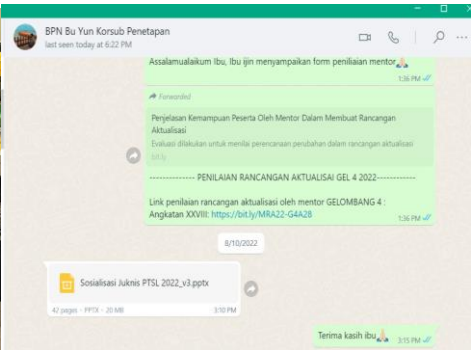 BPN Bu Yun Korsub Penetapan
last seen today at 6:22 PM
Assalamualaikum Ibu, Ibu ijin menyampaikan form peniliaian mentor🙏🏻
1:36 PM
Forwarded
Penjelasan Kemampuan Peserta Oleh Mentor Dalam Membuat Rancangan
Aktualisasi
Evaluasi dilakukan untuk menilai perencanaan perubahan dalam rancangan aktualisasi
bit.ly
-------------- PENILAIAN RANCANGAN AKTUALISAI GEL 4 2022------------
Link penilaian rancangan aktualisasi oleh mentor GELOMBANG 4 :
Angkatan XXVIII: https://bit.ly/MRA22-G4A28
1:36 PM
8/10/2022
Sosialisasi Juknis PTSL 2022_v3.pptx
42 pages • PPTX • 20 MB
3:10 PM
Terima kasih ibu🙏🏻
3:15 PM